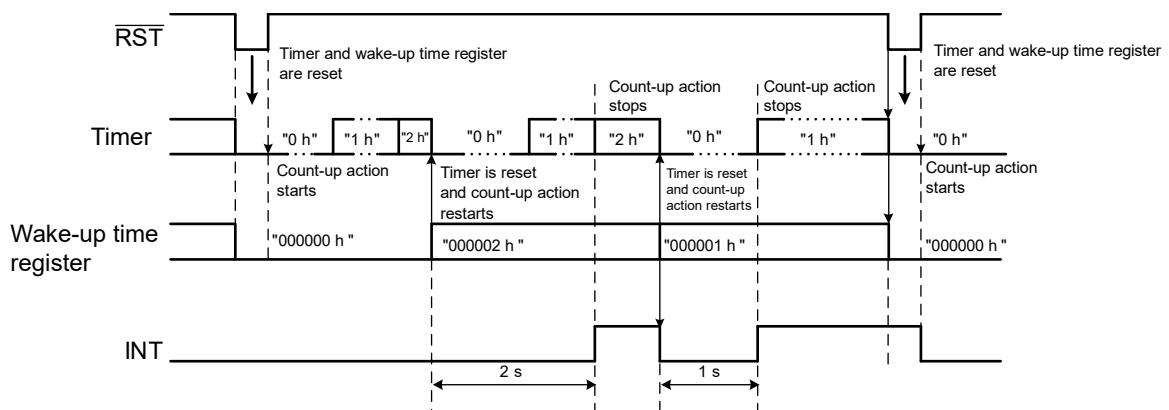 RST
Timer and wake-up time register
are reset
Timer and wake-up time register
are reset
Count-up action
stops
Count-up action
stops
Timer
"0 h"
"1 h"
"2 h"
"0 h"
"1 h"
"2 h"
"0 h"
"1 h"
"0 h"
Count-up action
starts
Timer is reset
and count-up action
restarts
Timer is reset
and count-up
action restarts
Count-up action
starts
Wake-up time
register
"000000 h "
"000002 h "
"000001 h "
"000000 h "
INT
2 s
1 s